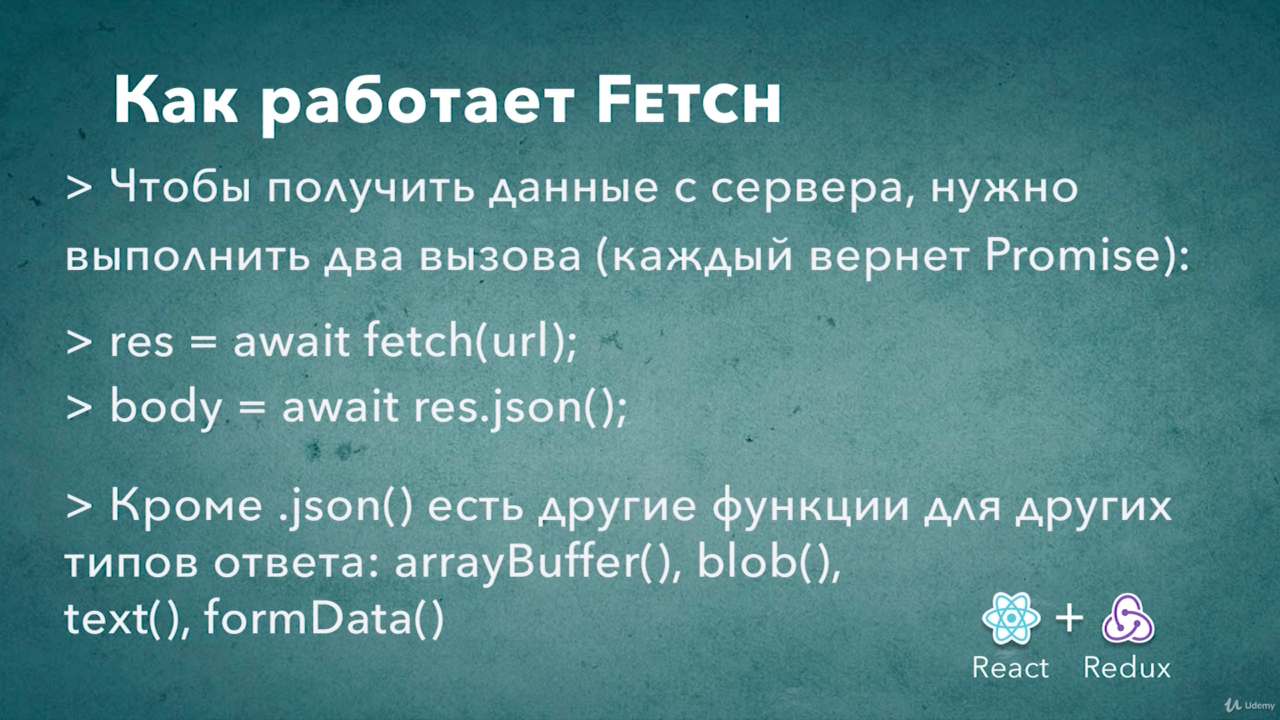 Как работает FETCH
> Чтобы получить данные с сервера, нужно
выполнить два вызова (каждый вернет Promise):
> res = await fetch(url);
> body = await res.json();
> Кроме .json() есть другие функции для других
типов ответа: arrayBuffer(), blob(),
text(), formData()
+
React Redux
Udemy